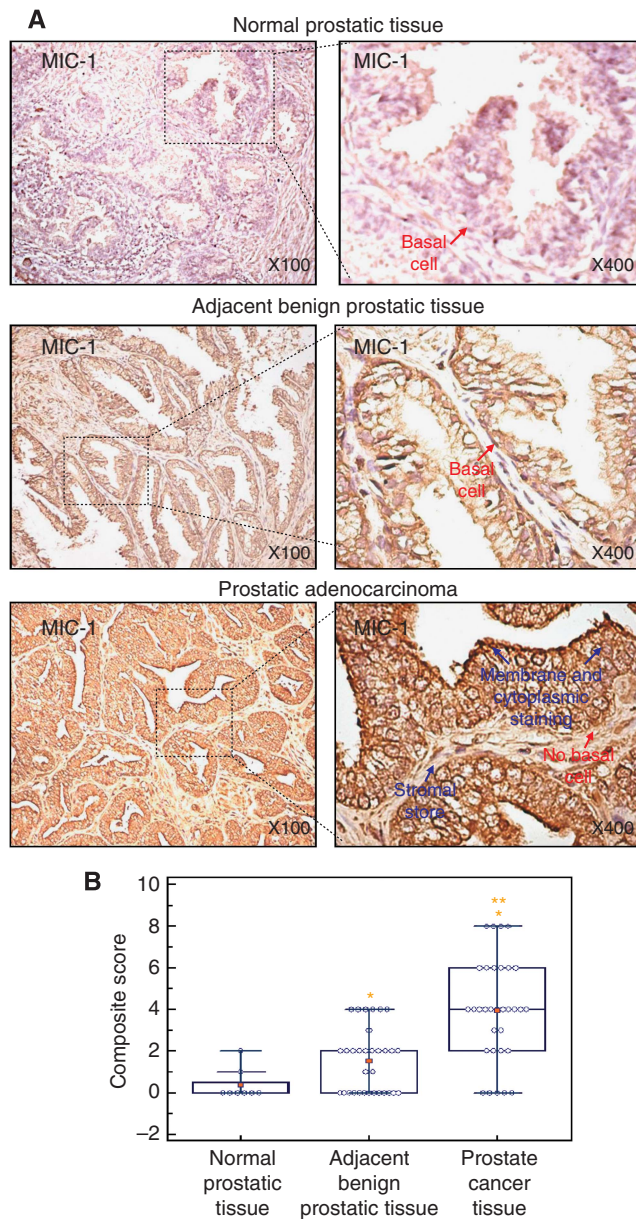 A
Normal prostatic tissue
MIC-1
X100
MIC-1
Basal
cell
X400
Adjacent benign prostatic tissue
MIC-1
X100
MIC-1
Basal
cell
X400
Prostatic adenocarcinoma
MIC-1
X100
MIC-1
Membrane and
cytoplasmic
staining
No basal
cell
Stromal
store
X400
B
Composite score
10
8
6
4
2
0
−2
*
**
*
Normal
prostatic
tissue
Adjacent
benign
prostatic tissue
Prostate
cancer
tissue